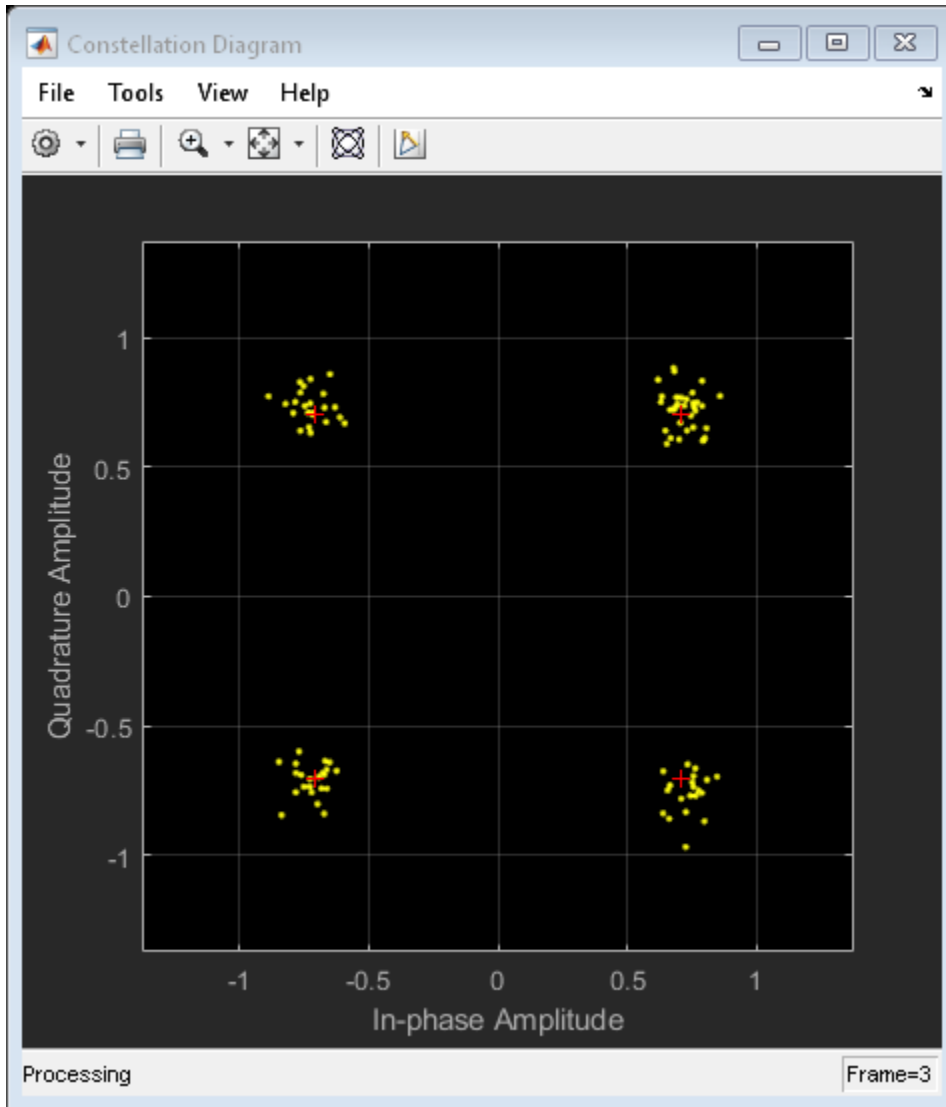 Constellation Diagram
File Tools View Help
1
0.5
0
-0.5
-1
Quadrature Amplitude
-1 -0.5 0 0.5 1
In-phase Amplitude
Processing Frame=3